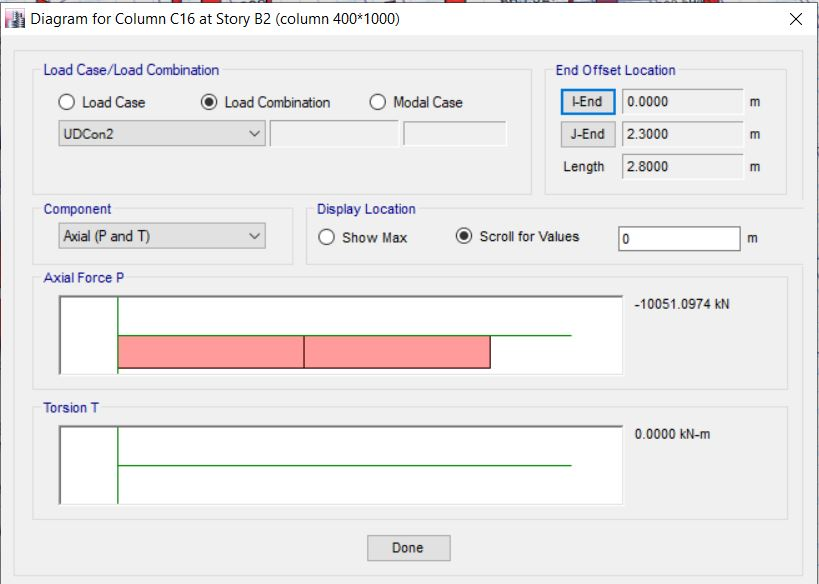 Diagram for Column C16 at Story B2 (column 400*1000)
Load Case/Load Combination
Load Case
Load Combination
Modal Case
UDCon2
End Offset Location
I-End
0.0000
m
J-End
2.3000
m
Length
2.8000
m
Component
Axial (P and T)
Display Location
Show Max
Scroll for Values
0
m
Axial Force P
-10051.0974 kN
Torsion T
0.0000 kN-m
Done